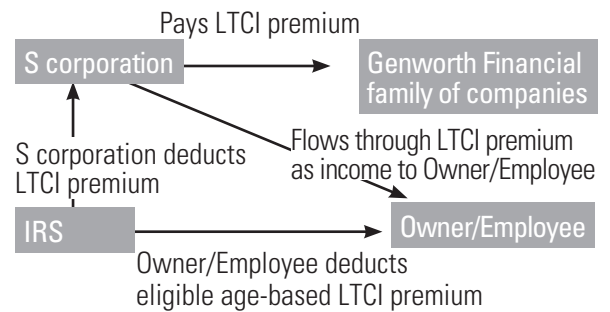 Pays LTCI premium
S corporation
Genworth Financial
family of companies
S corporation deducts
LTCI premium
Flows through LTCI premium
as income to Owner/Employee
IRS
Owner/Employee
Owner/Employee deducts
eligible age-based LTCI premium